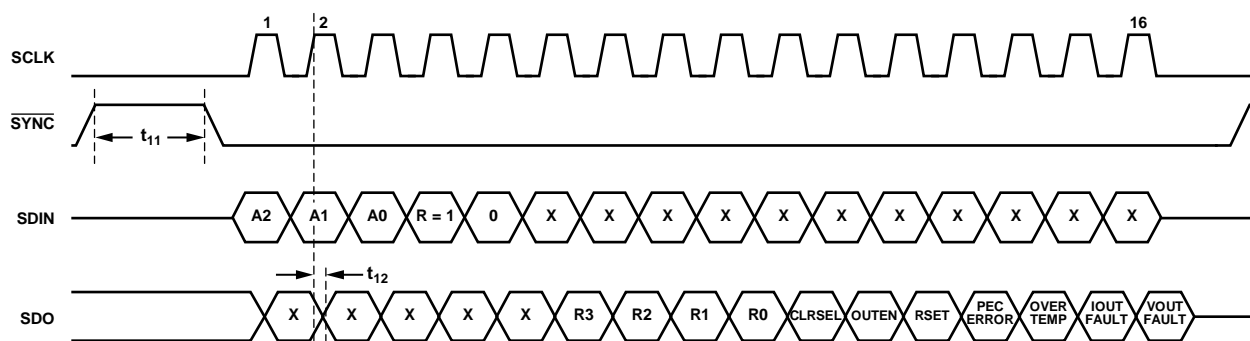 1 2 16
SCLK
SYNC
t11
SDIN A2 A1 A0 R = 1 0 X X X X X X X X X X X
t12
SDO X X X X X R3 R2 R1 R0 CLRSEL OUTEN RSET PEC ERROR OVER TEMP IOUT FAULT VOUT FAULT